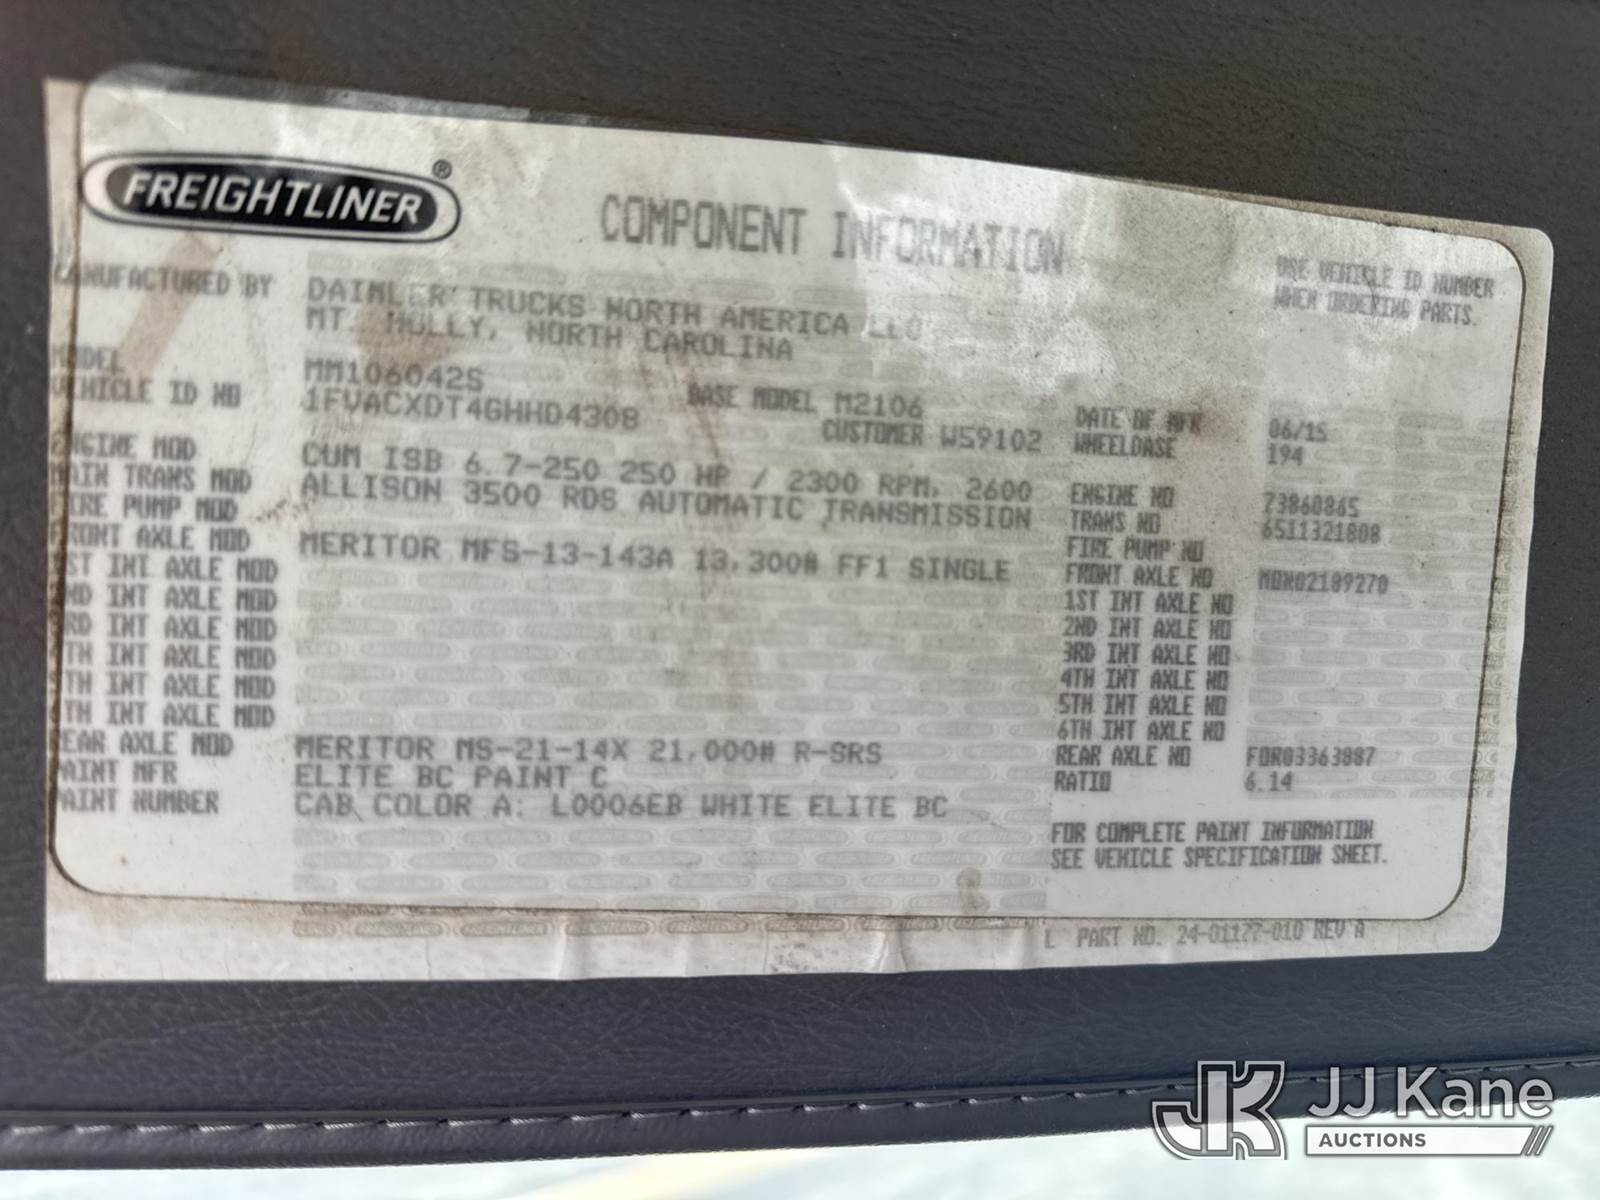 FREIGHTLINER®
COMPONENT INFORMATION
USE VEHICLE ID NUMBER
WHEN ORDERING PARTS.
MANUFACTURED BY DAIMLER TRUCKS NORTH AMERICA LLC
MT. HOLLY, NORTH CAROLINA
MODEL MM106042S BASE MODEL M2106 DATE OF MFR 06/15
VEHICLE ID NO 1FVACXDT4GHHD4308 CUSTOMER W59102 WHEELBASE 194
ENGINE MOD CUM ISB 6.7-250 250 HP / 2300 RPM, 2600 ENGINE NO 73860865
MAIN TRANS MOD ALLISON 3500 RDS AUTOMATIC TRANSMISSION TRANS NO 6511321808
FIRE PUMP MOD FIRE PUMP NO
FRONT AXLE MOD MERITOR MFS-13-143A 13,300# FF1 SINGLE FRONT AXLE NO
ST INT AXLE MOD 1ST INT AXLE NO
ND INT AXLE MOD 2ND INT AXLE NO
RD INT AXLE MOD 3RD INT AXLE NO
TH INT AXLE MOD 4TH INT AXLE NO
TH INT AXLE MOD 5TH INT AXLE NO
TH INT AXLE MOD 6TH INT AXLE NO
REAR AXLE MOD MERITOR MS-21-14X 21,000# R-SRS REAR AXLE NO FOR03363887
PAINT MFR ELITE BC PAINT C RATIO 6.14
PAINT NUMBER CAB COLOR A: L0006EB WHITE ELITE BC
FOR COMPLETE PAINT INFORMATION
SEE VEHICLE SPECIFICATION SHEET.
L PART NO. 24-01177-010 REV A
JK JJ Kane
AUCTIONS